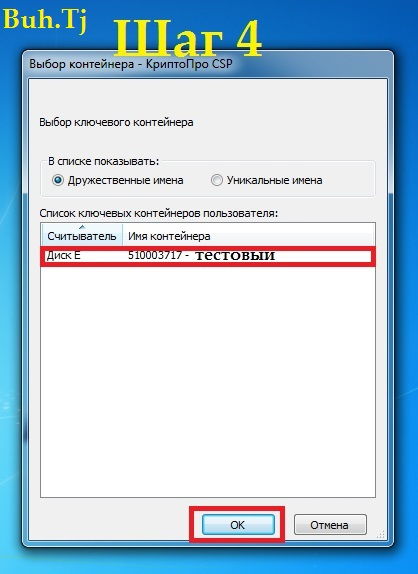 Buh.Tj
Шаг 4
Выбор контейнера - КриптоПро CSP
Выбор ключевого контейнера
В списке показывать:
Дружественные имена Уникальные имена
Список ключевых контейнеров пользователя:
Считыватель Имя контейнера
Диск E 510003717 - тестовый
OK Отмена